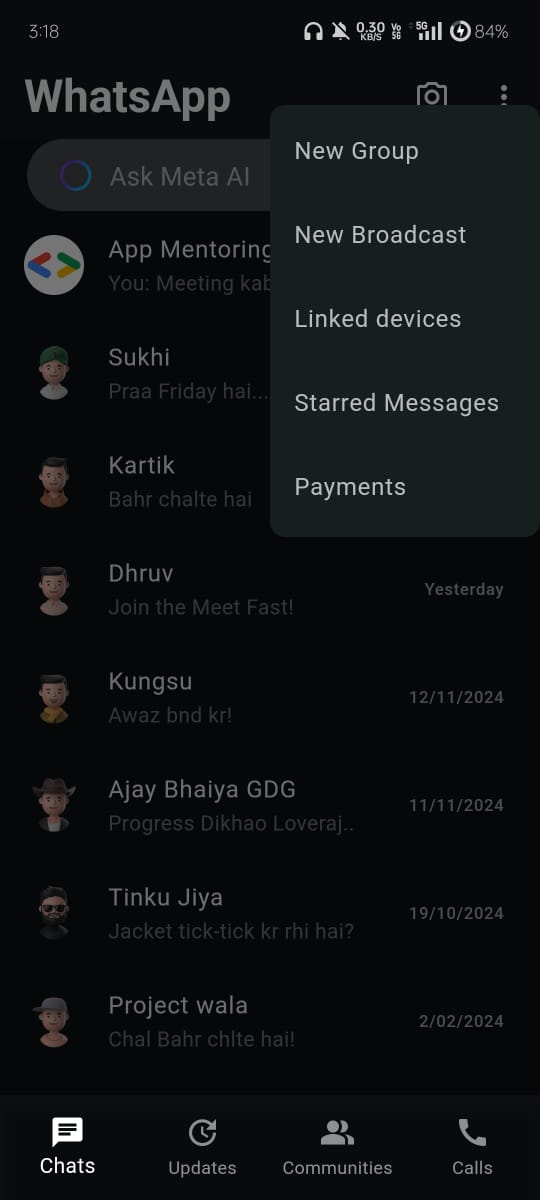 3:18
0.30 KB/S
Vo 5G
5G
84%
WhatsApp
Ask Meta AI
New Group
New Broadcast
Linked devices
Starred Messages
Payments
App Mentoring
You: Meeting kab
Sukhi
Praa Friday hai...
Kartik
Bahr chalte hai
Dhruv
Yesterday
Join the Meet Fast!
Kungsu
12/11/2024
Awaz bnd kr!
Ajay Bhaiya GDG
11/11/2024
Progress Dikhao Loveraj..
Tinku Jiya
19/10/2024
Jacket tick-tick kr rhi hai?
Project wala
2/02/2024
Chal Bahr chlte hai!
Chats
Updates
Communities
Calls